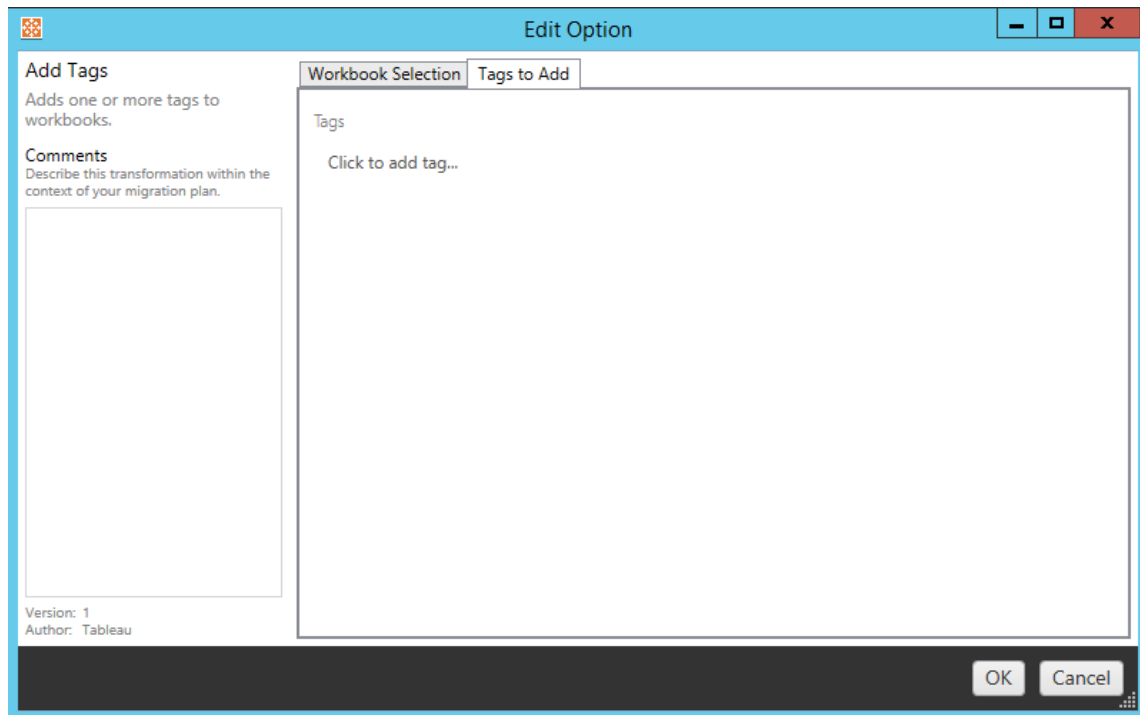 Edit Option
Add Tags
Adds one or more tags to
workbooks.
Comments
Describe this transformation within the
context of your migration plan.
Version: 1
Author: Tableau
Workbook Selection
Tags to Add
Tags
Click to add tag...
OK
Cancel